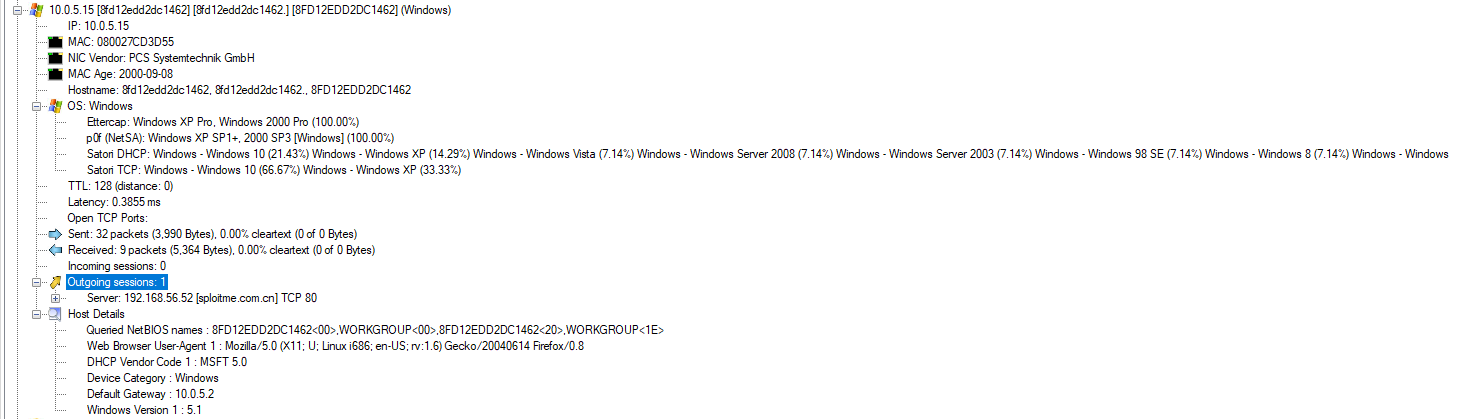 10.0.5.15 [8fd12edd2dc1462] [8fd12edd2dc1462.] [8FD12EDD2DC1462] (Windows)
IP: 10.0.5.15
MAC: 080027CD3D55
NIC Vendor: PCS Systemtechnik GmbH
MAC Age: 2000-09-08
Hostname: 8fd12edd2dc1462, 8fd12edd2dc1462., 8FD12EDD2DC1462
OS: Windows
Ettercap: Windows XP Pro, Windows 2000 Pro (100.00%)
p0f (NetSA): Windows XP SP1+, 2000 SP3 [Windows] (100.00%)
Satori DHCP: Windows - Windows 10 (21.43%) Windows - Windows XP (14.29%) Windows - Windows Vista (7.14%) Windows - Windows Server 2008 (7.14%) Windows - Windows Server 2003 (7.14%) Windows - Windows 98 SE (7.14%) Windows - Windows 8 (7.14%) Windows - Windows
Satori TCP: Windows - Windows 10 (66.67%) Windows - Windows XP (33.33%)
TTL: 128 (distance: 0)
Latency: 0.3855 ms
Open TCP Ports:
Sent: 32 packets (3,990 Bytes), 0.00% cleartext (0 of 0 Bytes)
Received: 9 packets (5,364 Bytes), 0.00% cleartext (0 of 0 Bytes)
Incoming sessions: 0
Outgoing sessions: 1
Server: 192.168.56.52 [sploitme.com.cn] TCP 80
Host Details
Queried NetBIOS names : 8FD12EDD2DC1462<00>,WORKGROUP<00>,8FD12EDD2DC1462<20>,WORKGROUP<1E>
Web Browser User-Agent 1 : Mozilla/5.0 (X11; U; Linux i686; en-US; rv:1.6) Gecko/20040614 Firefox/0.8
DHCP Vendor Code 1 : MSFT 5.0
Device Category : Windows
Default Gateway : 10.0.5.2
Windows Version 1 : 5.1